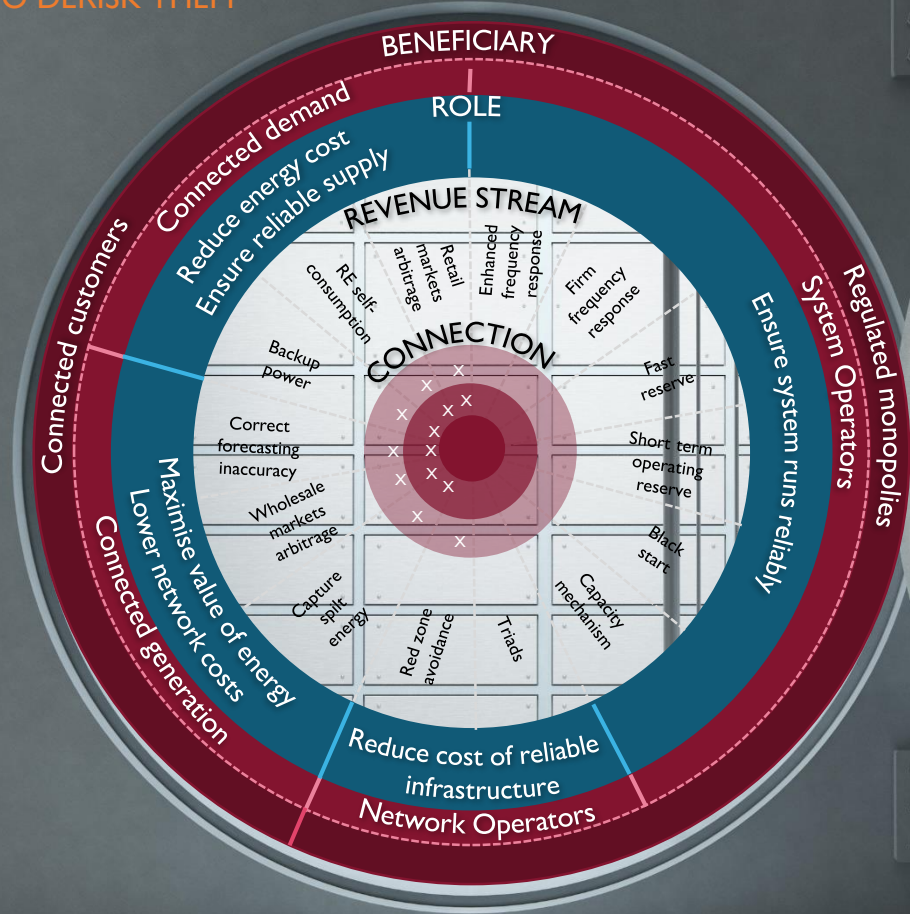 O DERISK THEM
BENEFICIARY
ROLE
REVENUE STREAM
CONNECTION
Connected customers
Connected demand
Reduce energy cost
Ensure reliable supply
Regulated monopolies
System Operators
Ensure system runs reliably
Network Operators
Reduce cost of reliable
infrastructure
Connected generation
Lower network costs
Maximise value of energy
Enhanced
frequency
response
Firm
frequency
response
Fast
reserve
Short term
operating
reserve
Black
start
Capacity
mechanism
Triads
Red zone
avoidance
Capture
spilt
energy
Wholesale
markets
arbitrage
Correct
forecasting
inaccuracy
Backup
power
RE self-
consumption
Retail
markets
arbitrage
X
X
X
X
X
X
X
X
X
X
X
X
X